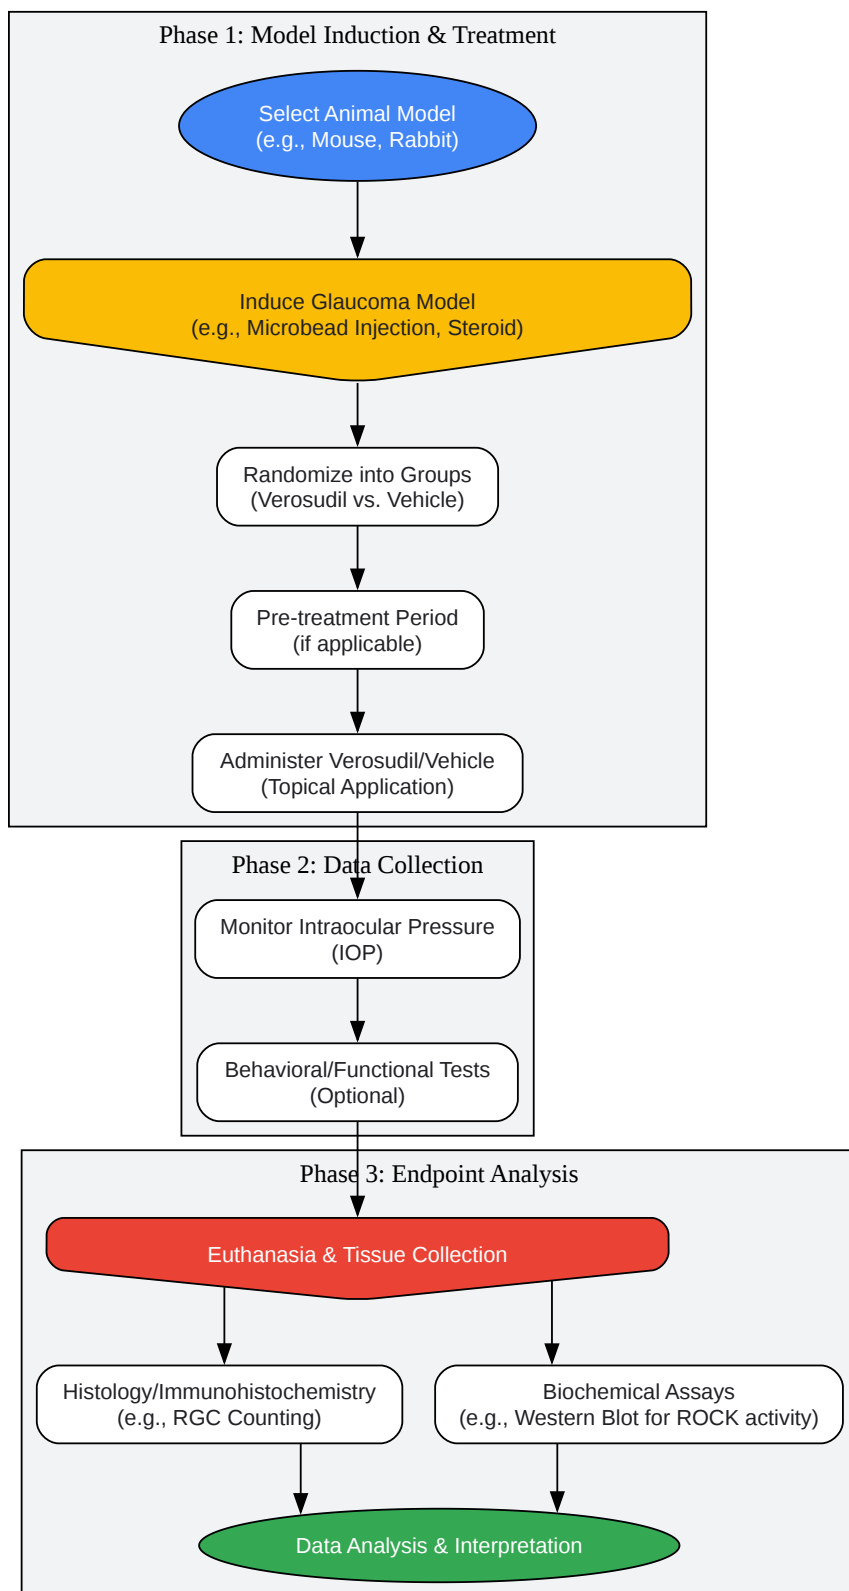 Phase 1: Model Induction & Treatment
Select Animal Model
(e.g., Mouse, Rabbit)
Induce Glaucoma Model
(e.g., Microbead Injection, Steroid)
Randomize into Groups
(Verosudil vs. Vehicle)
Pre-treatment Period
(if applicable)
Administer Verosudil/Vehicle
(Topical Application)
Phase 2: Data Collection
Monitor Intraocular Pressure
(IOP)
Behavioral/Functional Tests
(Optional)
Phase 3: Endpoint Analysis
Euthanasia & Tissue Collection
Histology/Immunohistochemistry
(e.g., RGC Counting)
Biochemical Assays
(e.g., Western Blot for ROCK activity)
Data Analysis & Interpretation